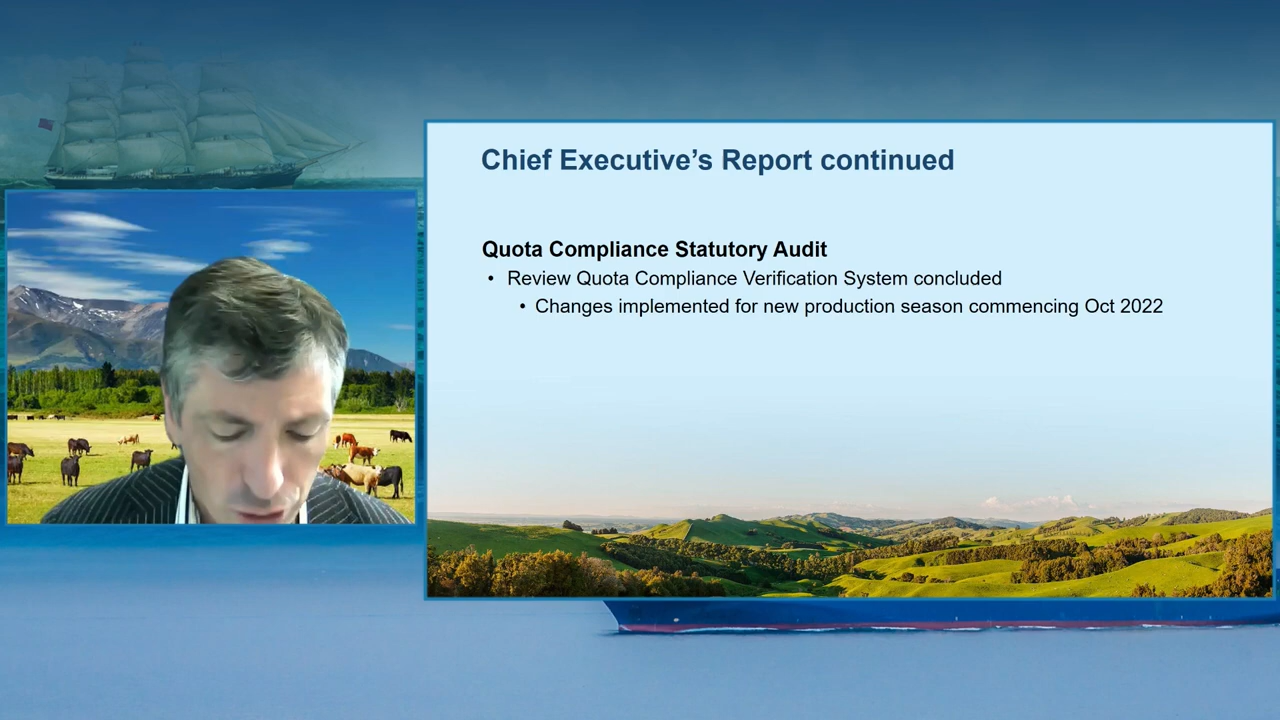 Chief Executive’s Report continued
Quota Compliance Statutory Audit
• Review Quota Compliance Verification System concluded
• Changes implemented for new production season commencing Oct 2022